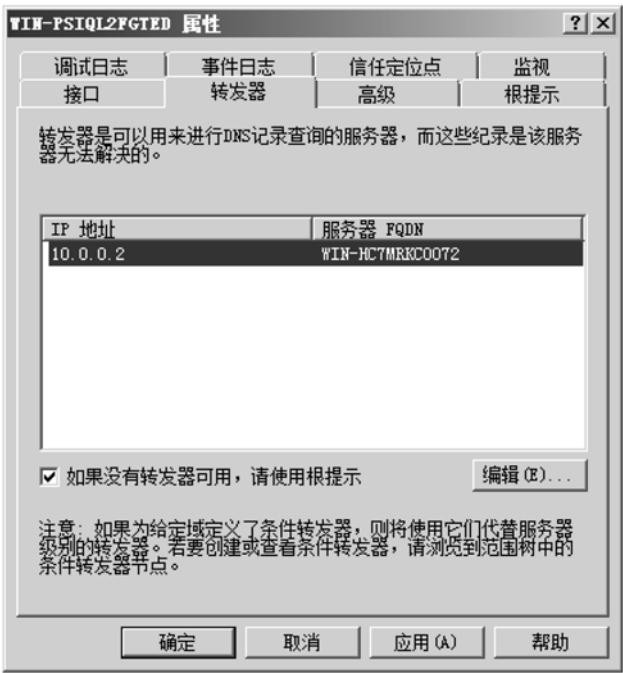 WIN-PSIQL2FGTED 属性
调试日志 事件日志 信任定位点 监视
接口 转发器 高级 根提示
转发器是可以用来进行DNS记录查询的服务器，而这些纪录是该服务
器无法解决的。
IP 地址 服务器 FQDN
10.0.0.2 WIN-HC7MRKCO072
如果没有转发器可用，请使用根提示 编辑(E)...
注意: 如果为给定域定义了条件转发器，则将使用它们代替服务器
级别的转发器。若要创建或查看条件转发器，请浏览到范围树中的
条件转发器节点。
确定 取消 应用(A) 帮助